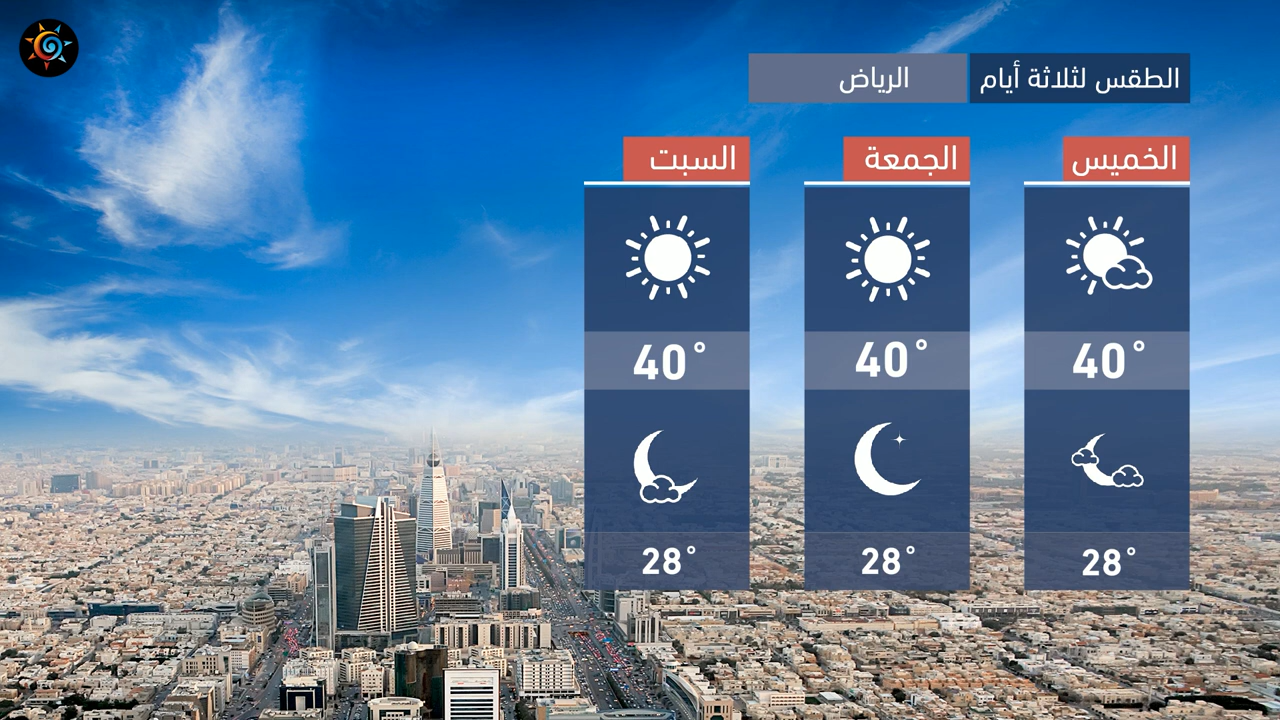 الطقس لثلاثة أيام
الرياض
الخميس
الجمعة
السبت
40°
40°
40°
28°
28°
28°